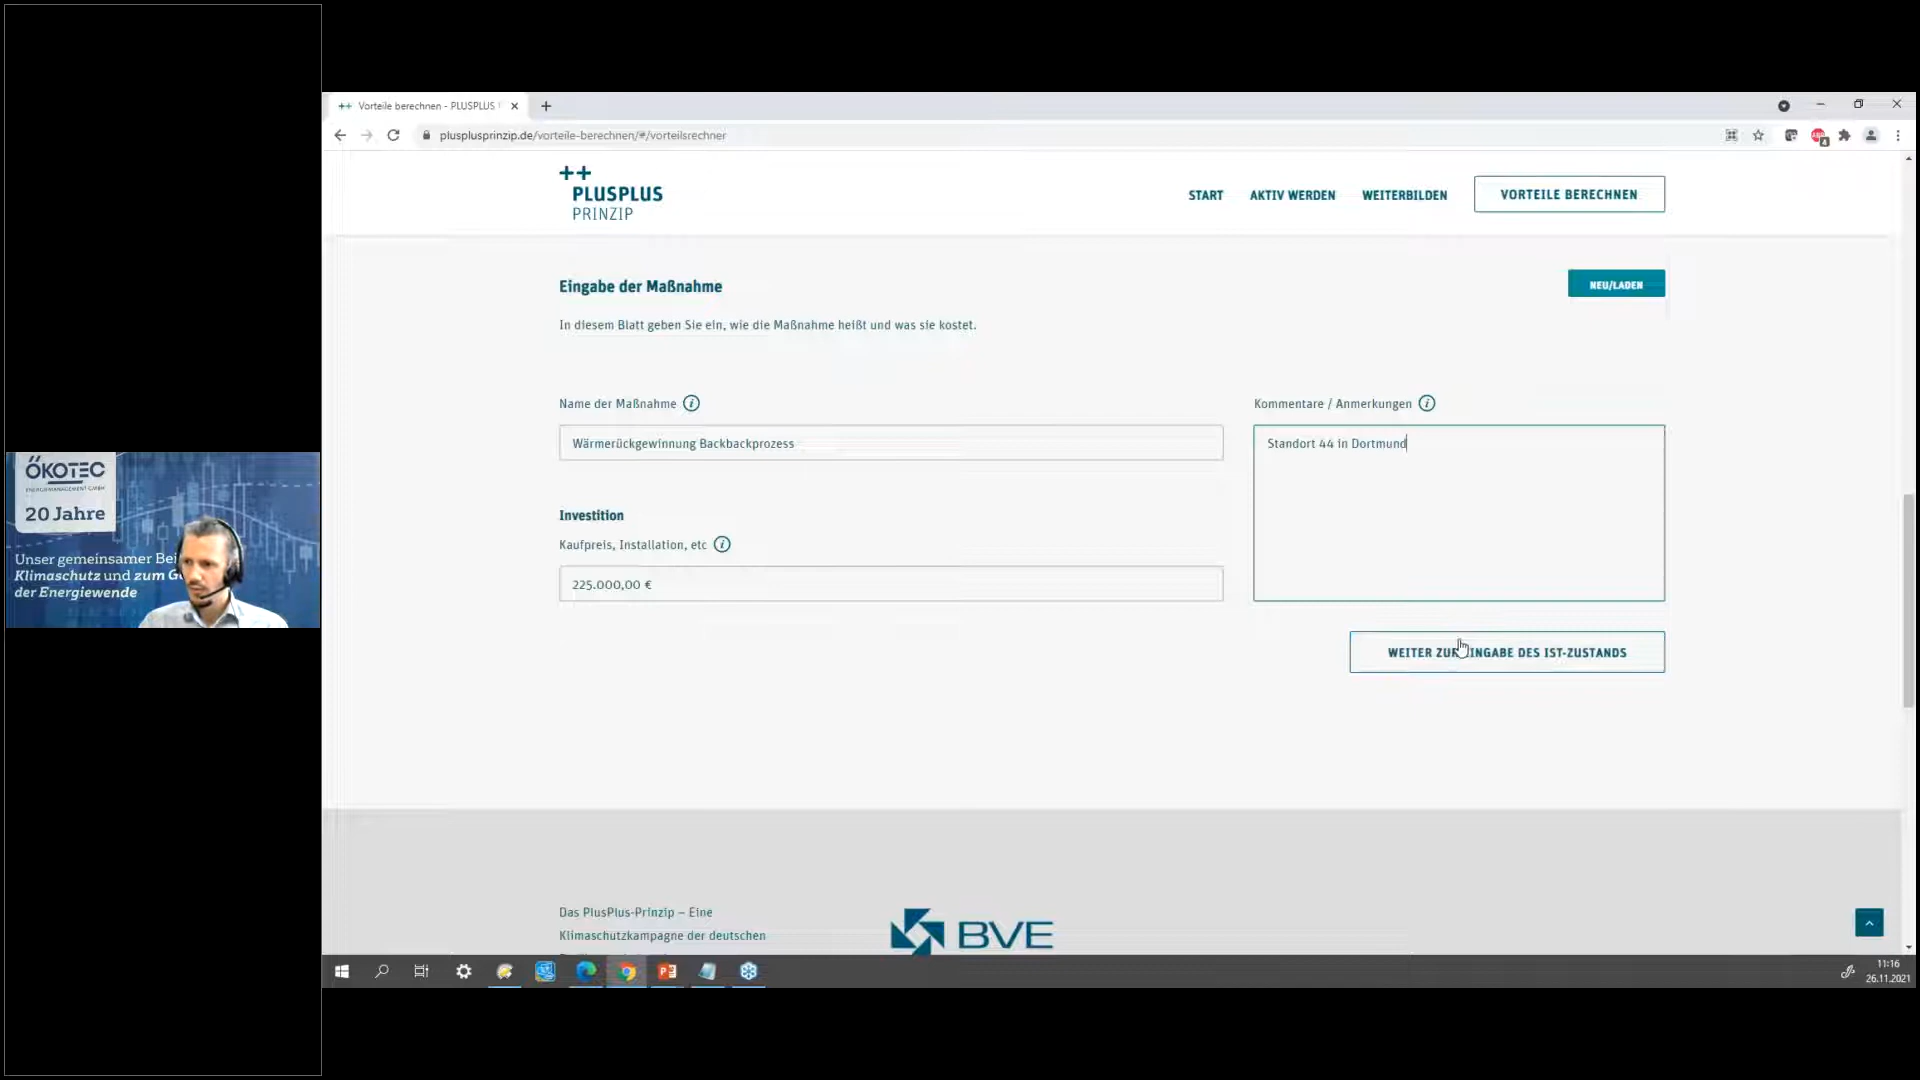 Vorteile berechnen - PLUSPLUS
plusplusprinzip.de/vorteile-berechnen/#/vorteilsrechner
++
PLUSPLUS
PRINZIP
START
AKTIV WERDEN
WEITERBILDEN
VORTEILE BERECHNEN
Eingabe der Maßnahme
NEU/LADEN
In diesem Blatt geben Sie ein, wie die Maßnahme heißt und was sie kostet.
Name der Maßnahme
Kommentare / Anmerkungen
Wärmerückgewinnung Backbackprozess
Standort 44 in Dortmund
Investition
Kaufpreis, Installation, etc
225.000,00 €
WEITER ZUR EINGABE DES IST-ZUSTANDS
ÖKOTEC
ENERGIEMANAGEMENT GMBH
20 Jahre
Unser gemeinsamer Bei
Klimaschutz und zum G
der Energiewende
Das PlusPlus-Prinzip – Eine
Klimaschutzkampagne der deutschen
BVE
11:16
26.11.2021